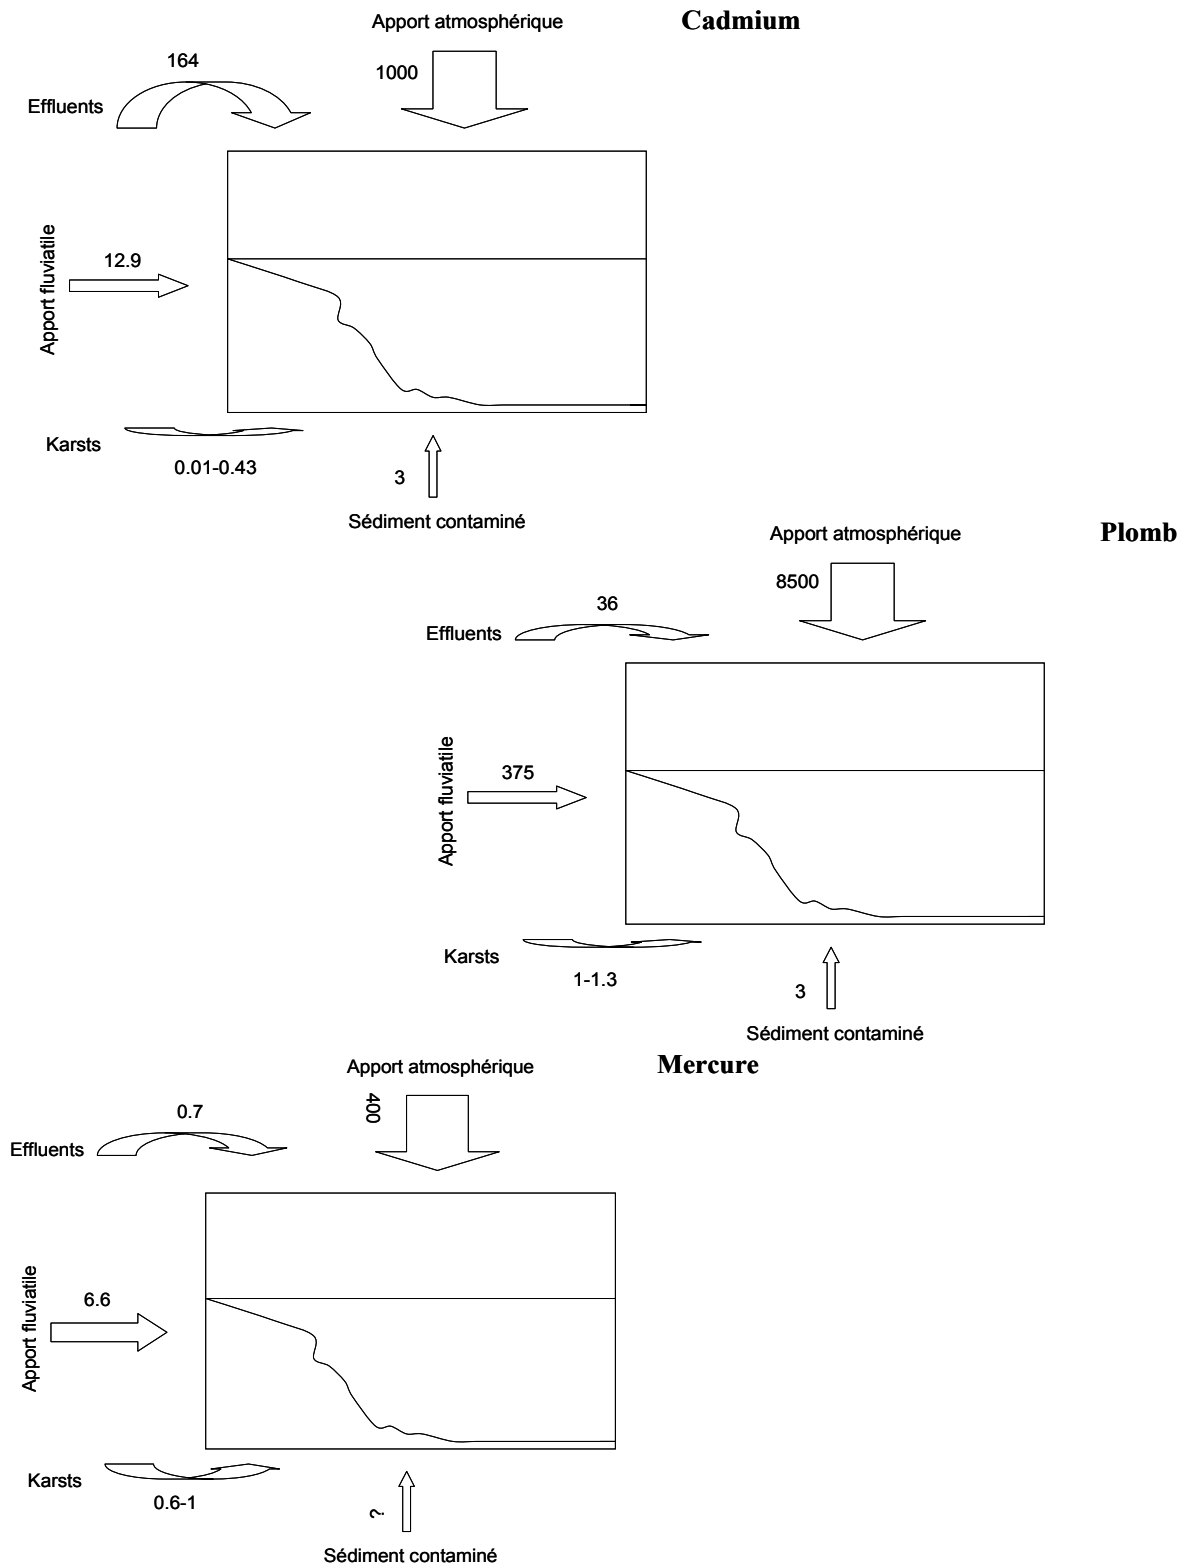 Cadmium
Apport atmosphérique
1000
164
Effluents
Apport fluviatile
12.9
Karsts
0.01-0.43
3
Sédiment contaminé
Plomb
Apport atmosphérique
8500
36
Effluents
Apport fluviatile
375
Karsts
1-1.3
3
Sédiment contaminé
Mercure
Apport atmosphérique
400
0.7
Effluents
Apport fluviatile
6.6
Karsts
0.6-1
?
Sédiment contaminé